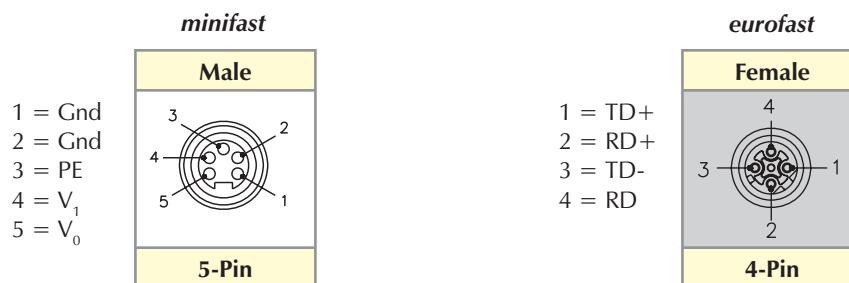 minifast
Male
1 = Gnd
2 = Gnd
3 = PE
4 = V₁
5 = V₀
3
2
4
5
1
5-Pin
eurofast
Female
1 = TD+
2 = RD+
3 = TD-
4 = RD
4
3
1
2
4-Pin